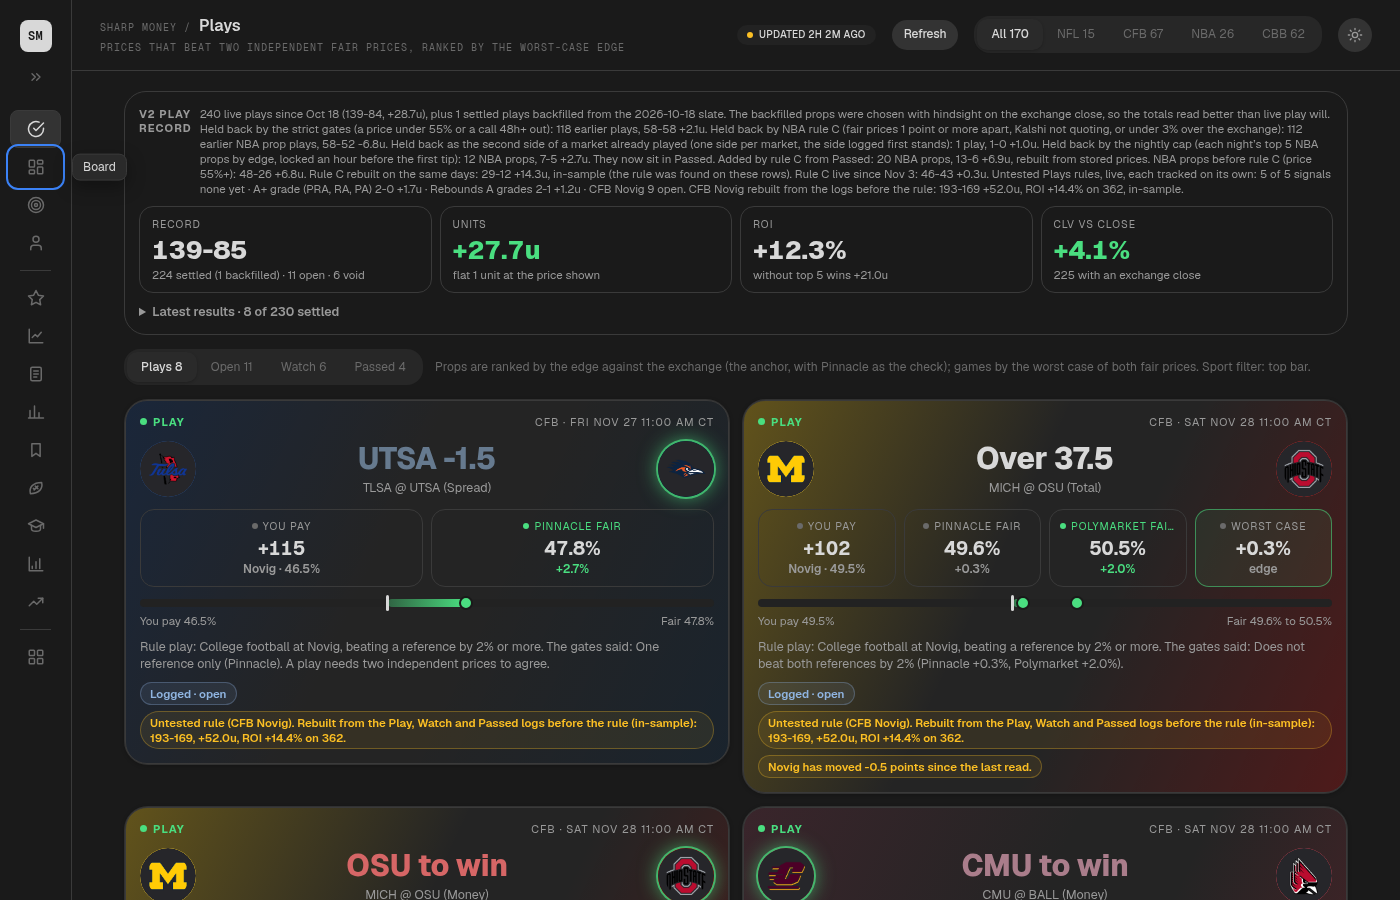 SM
SHARP MONEY / Plays
PRICES THAT BEAT TWO INDEPENDENT FAIR PRICES, RANKED BY THE WORST-CASE EDGE
UPDATED 2H 2M AGO
Refresh
All 170
NFL 15
CFB 67
NBA 26
CBB 62
Board
V2 PLAY RECORD
240 live plays since Oct 18 (139-84, +28.7u), plus 1 settled plays backfilled from the 2026-10-18 slate. The backfilled props were chosen with hindsight on the exchange close, so the totals read better than live play will.
Held back by the strict gates (a price under 55% or a call 48h+ out): 118 earlier plays, 58-58 +2.1u. Held back by NBA rule C (fair prices 1 point or more apart, Kalshi not quoting, or under 3% over the exchange): 112
earlier NBA prop plays, 58-52 -6.8u. Held back as the second side of a market already played (one side per market, the side logged first stands): 1 play, 1-0 +1.0u. Held back by the nightly cap (each night's top 5 NBA
props by edge, locked an hour before the first tip): 12 NBA props, 7-5 +2.7u. They now sit in Passed. Added by rule C from Passed: 20 NBA props, 13-6 +6.9u, rebuilt from stored prices. NBA props before rule C (price
55%+): 48-26 +6.8u. Rule C rebuilt on the same days: 29-12 +14.3u, in-sample (the rule was found on these rows). Rule C live since Nov 3: 46-43 +0.3u. Untested Plays rules, live, each tracked on its own: 5 of 5 signals
none yet · A+ grade (PRA, RA, PA) 2-0 +1.7u · Rebounds A grades 2-1 +1.2u · CFB Novig 9 open. CFB Novig rebuilt from the logs before the rule: 193-169 +52.0u, ROI +14.4% on 362, in-sample.
RECORD
139-85
224 settled (1 backfilled) · 11 open · 6 void
UNITS
+27.7u
flat 1 unit at the price shown
ROI
+12.3%
without top 5 wins +21.0u
CLV VS CLOSE
+4.1%
225 with an exchange close
Latest results · 8 of 230 settled
Plays 8
Open 11
Watch 6
Passed 4
Props are ranked by the edge against the exchange (the anchor, with Pinnacle as the check); games by the worst case of both fair prices. Sport filter: top bar.
PLAY
CFB · FRI NOV 27 11:00 AM CT
Tulsa
UTSA -1.5
TLSA @ UTSA (Spread)
YOU PAY
+115
Novig · 46.5%
PINNACLE FAIR
47.8%
+2.7%
You pay 46.5%
Fair 47.8%
Rule play: College football at Novig, beating a reference by 2% or more. The gates said: One
reference only (Pinnacle). A play needs two independent prices to agree.
Logged · open
Untested rule (CFB Novig). Rebuilt from the Play, Watch and Passed logs before the rule (in-sample):
193-169, +52.0u, ROI +14.4% on 362.
PLAY
CFB · SAT NOV 28 11:00 AM CT
M
Over 37.5
MICH @ OSU (Total)
OHIO STATE
YOU PAY
+102
Novig · 49.5%
PINNACLE FAIR
49.6%
+0.3%
POLYMARKET FAI…
50.5%
+2.0%
WORST CASE
+0.3%
edge
You pay 49.5%
Fair 49.6% to 50.5%
Rule play: College football at Novig, beating a reference by 2% or more. The gates said: Does not
beat both references by 2% (Pinnacle +0.3%, Polymarket +2.0%).
Logged · open
Untested rule (CFB Novig). Rebuilt from the Play, Watch and Passed logs before the rule (in-sample):
193-169, +52.0u, ROI +14.4% on 362.
Novig has moved -0.5 points since the last read.
PLAY
CFB · SAT NOV 28 11:00 AM CT
M
OSU to win
MICH @ OSU (Money)
OHIO STATE
PLAY
CFB · SAT NOV 28 11:00 AM CT
C
CMU to win
CMU @ BALL (Money)